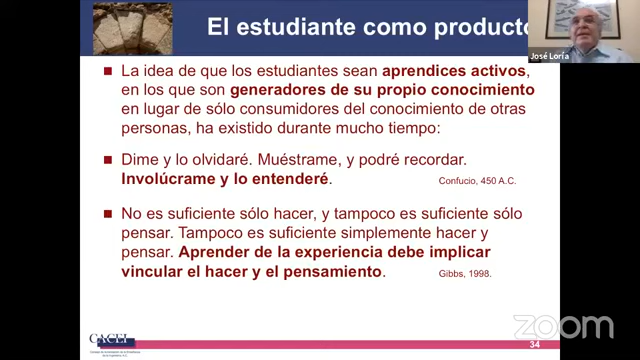 El estudiante como producto
José Loría
La idea de que los estudiantes sean aprendices activos,
en los que son generadores de su propio conocimiento
en lugar de sólo consumidores del conocimiento de otras
personas, ha existido durante mucho tiempo:
Dime y lo olvidaré. Muéstrame, y podré recordar.
Involúcrame y lo entenderé.
Confucio, 450 A.C.
No es suficiente sólo hacer, y tampoco es suficiente sólo
pensar. Tampoco es suficiente simplemente hacer y
pensar. Aprender de la experiencia debe implicar
vincular el hacer y el pensamiento.
Gibbs, 1998.
CACEI
zoom
34